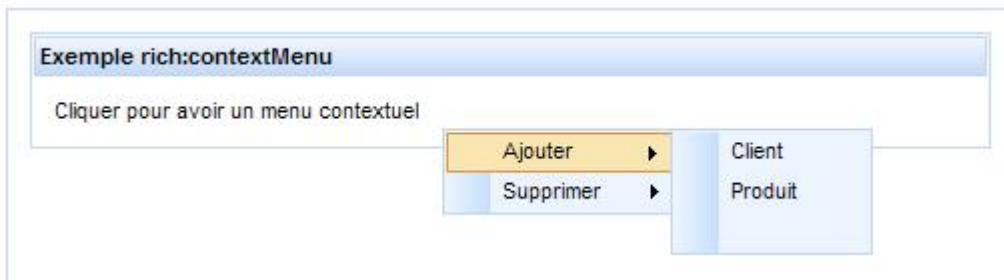 Exemple rich:contextMenu
Cliquer pour avoir un menu contextuel
Ajouter
Client
Supprimer
Produit